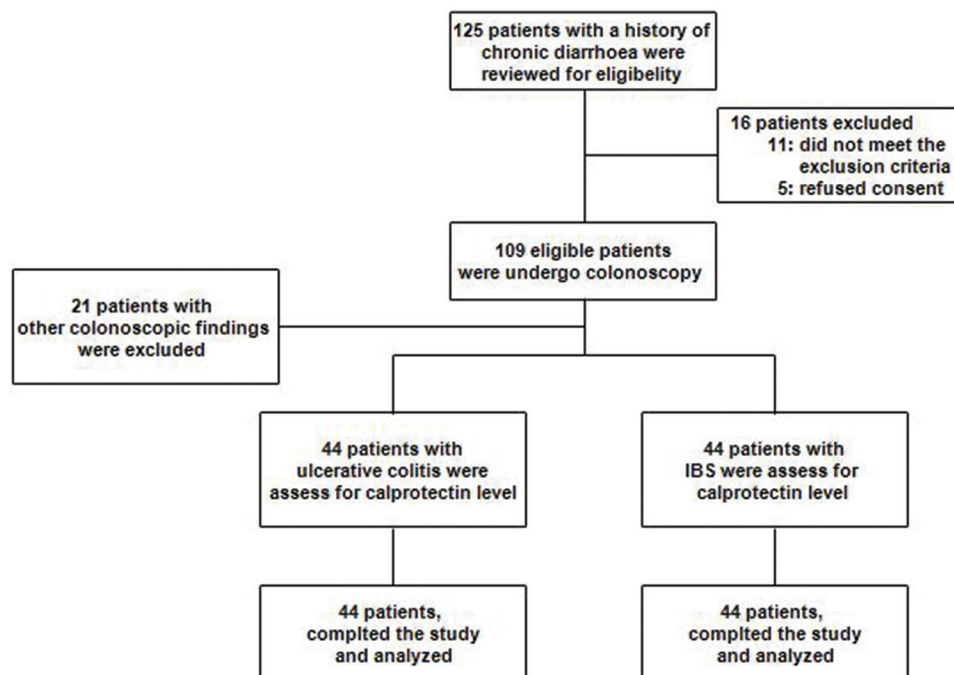 125 patients with a history of
chronic diarrhoea were
reviewed for eligibelity
16 patients excluded
11: did not meet the
exclusion criteria
5: refused consent
109 eligible patients
were undergo colonoscopy
21 patients with
other colonoscopic findings
were excluded
44 patients with
ulcerative colitis were
assess for calprotectin level
44 patients with
IBS were assess for
calprotectin level
44 patients,
complted the study
and analyzed
44 patients,
complted the study
and analyzed